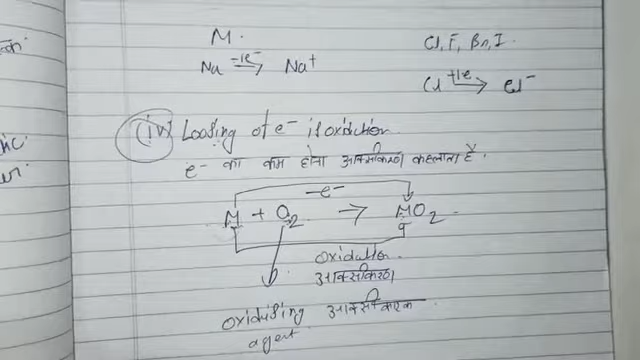 M.
Cl, F, Br, I.
Na -1e⁻→ Na⁺
Cl +1e→ Cl⁻
(iv) Loosing of e⁻ is oxidation
e⁻ का कम होना आक्सीकरण कहलाता है.
-e⁻
M + O₂ → MO₂
oxidation
आक्सीकरण
oxidising आक्सीकारक
agent